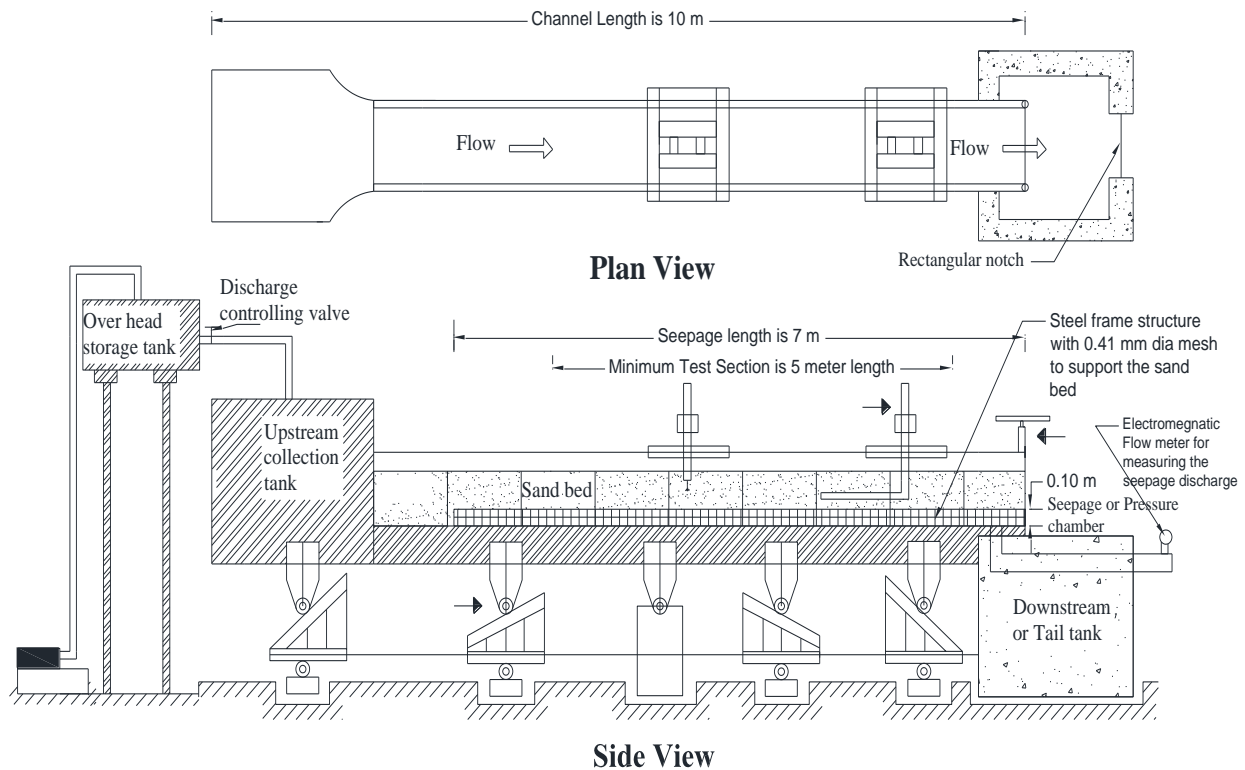 Channel Length is 10 m
Flow
Flow
Rectangular notch
Plan View
Discharge
controlling valve
Over head
storage tank
Seepage length is 7 m
Minimum Test Section is 5 meter length
Steel frame structure
with 0.41 mm dia mesh
to support the sand
bed
Upstream
collection
tank
Electromegnatic
Flow meter for
measuring the
seepage discharge
Sand bed
0.10 m
Seepage or Pressure
chamber
Downstream
or Tail tank
Side View